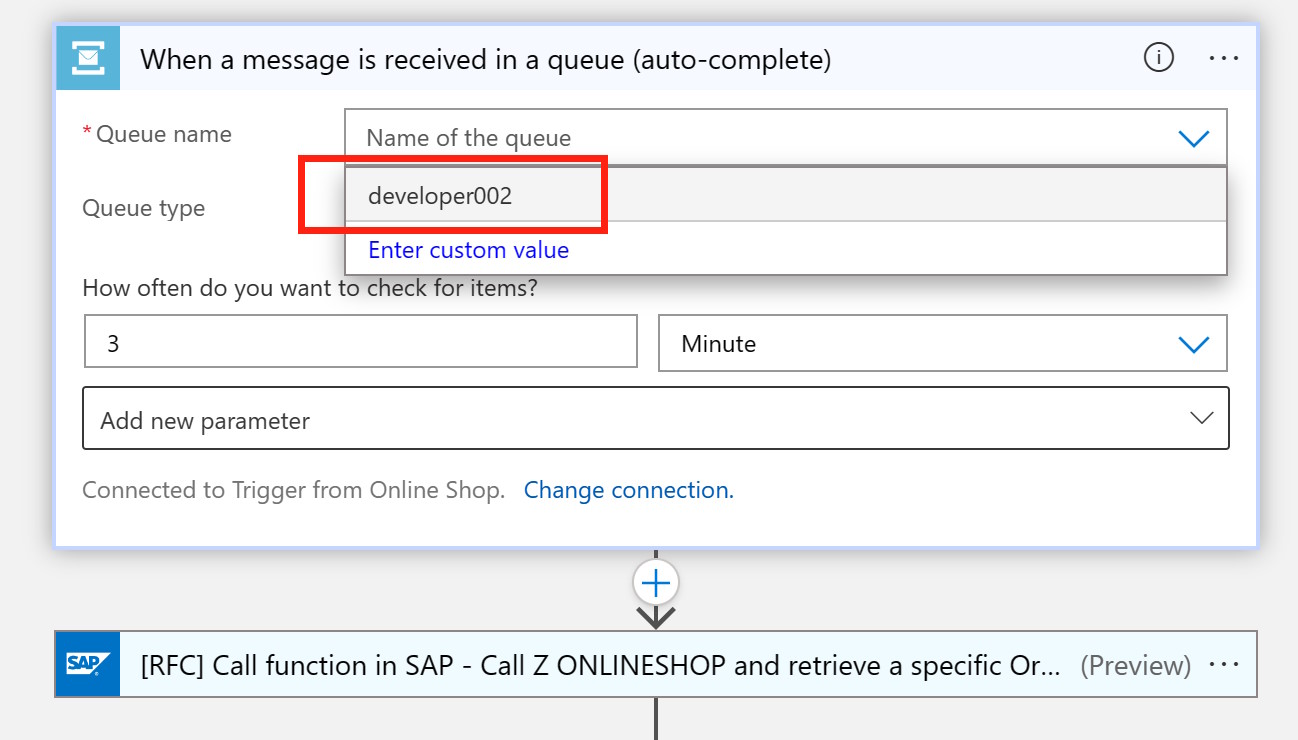 When a message is received in a queue (auto-complete)
* Queue name
Name of the queue
developer002
Queue type
Enter custom value
How often do you want to check for items?
3
Minute
Add new parameter
Connected to Trigger from Online Shop. Change connection.
SAP [RFC] Call function in SAP - Call Z ONLINESHOP and retrieve a specific Or... (Preview)